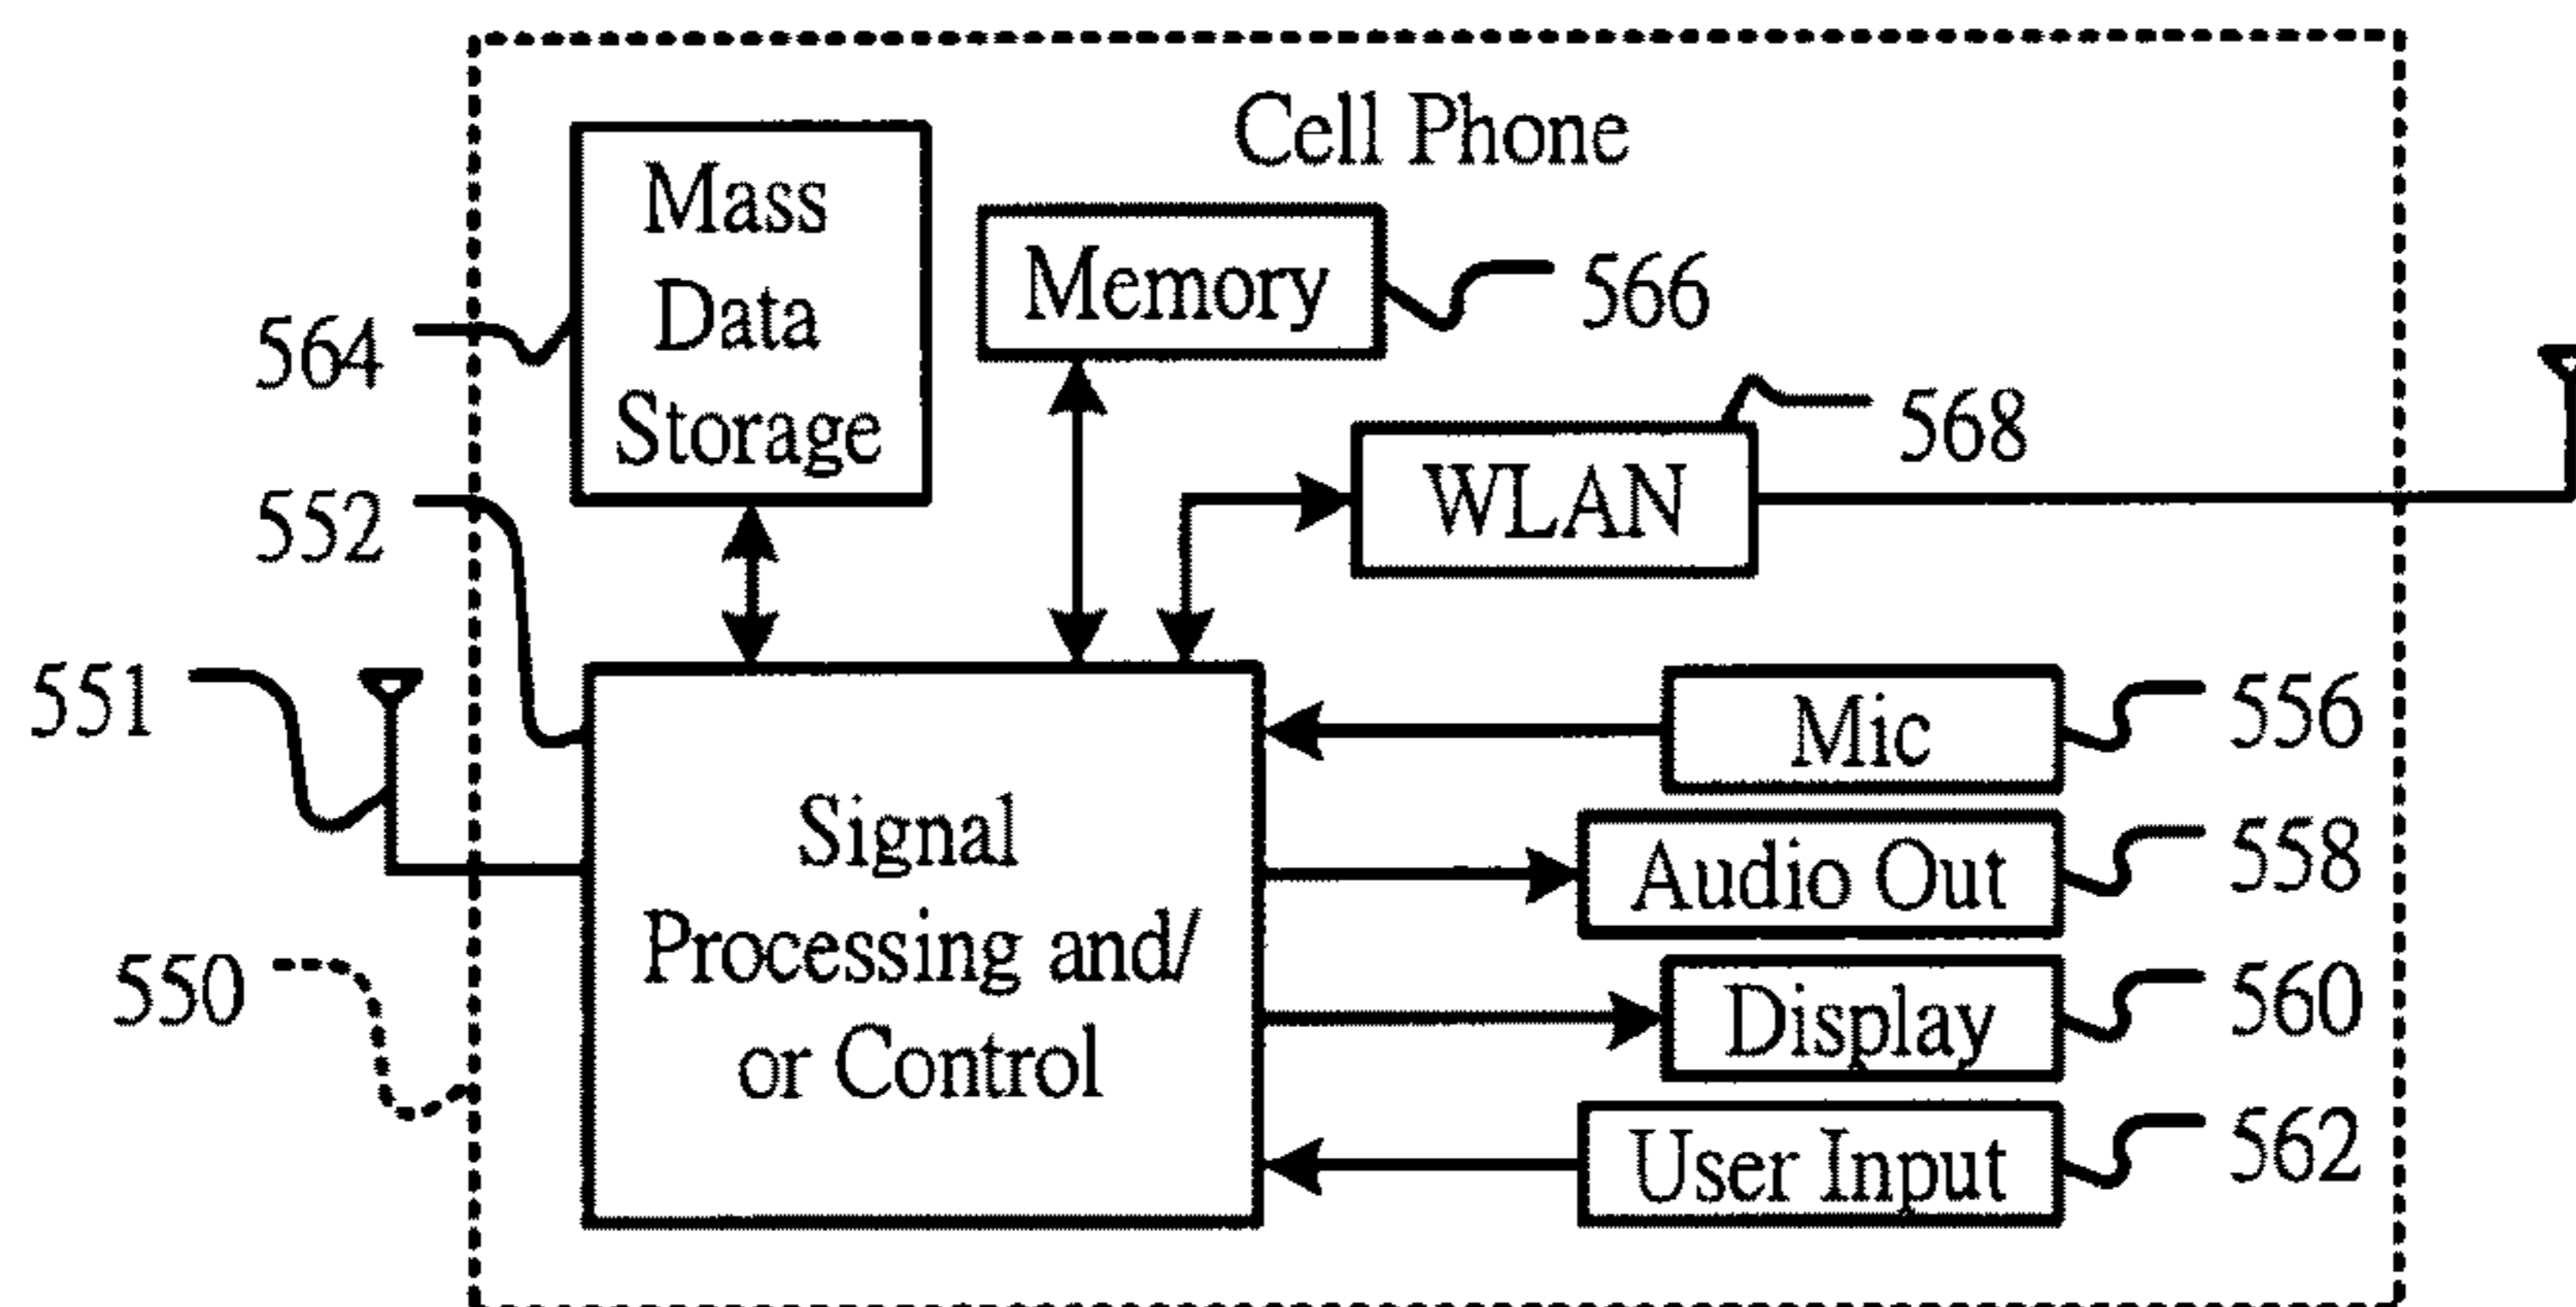 Cell Phone
Mass
Data
Storage
Memory
566
564
WLAN
568
552
551
Mic
556
Signal
Processing and/
or Control
Audio Out
558
550
Display
560
User Input
562